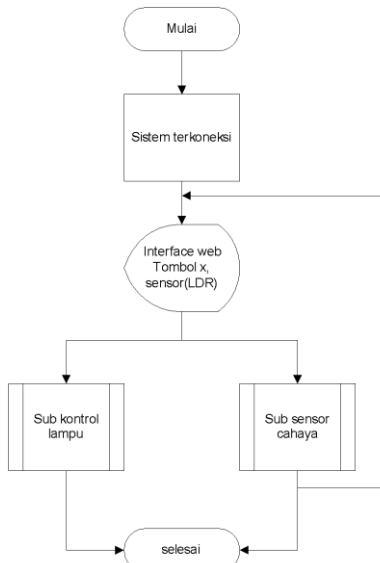 Mulai
Sistem terkoneksi
Interface web
Tombol x,
sensor(LDR)
Sub kontrol
lampu
Sub sensor
cahaya
selesai